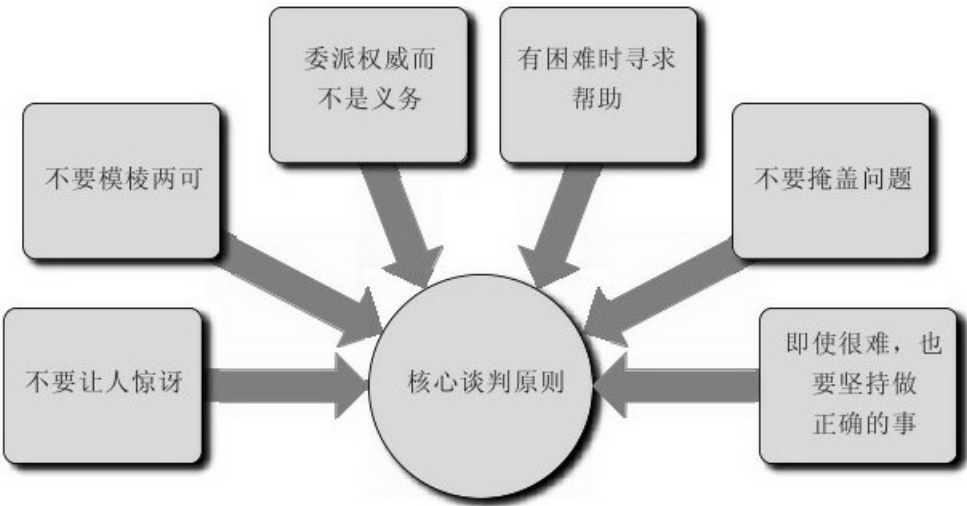 委派权威而
不是义务
有困难时寻求
帮助
不要模棱两可
不要掩盖问题
不要让人惊讶
核心谈判原则
即使很难，也
要坚持做
正确的事